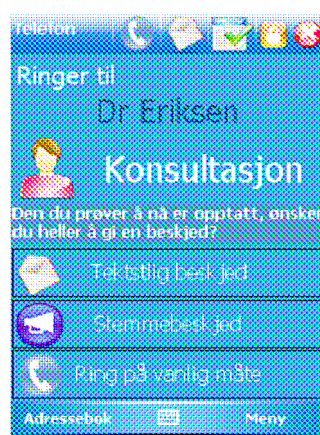 Telefon
Ringer til
Dr Eriksen
Konsultasjon
Den du prøver å nå er opptatt, ønsker
du heller å gi en beskjed?
Tektstlig beskjed
Stemmebeskjed
Ring på vanlig måte
Adressebok
Meny